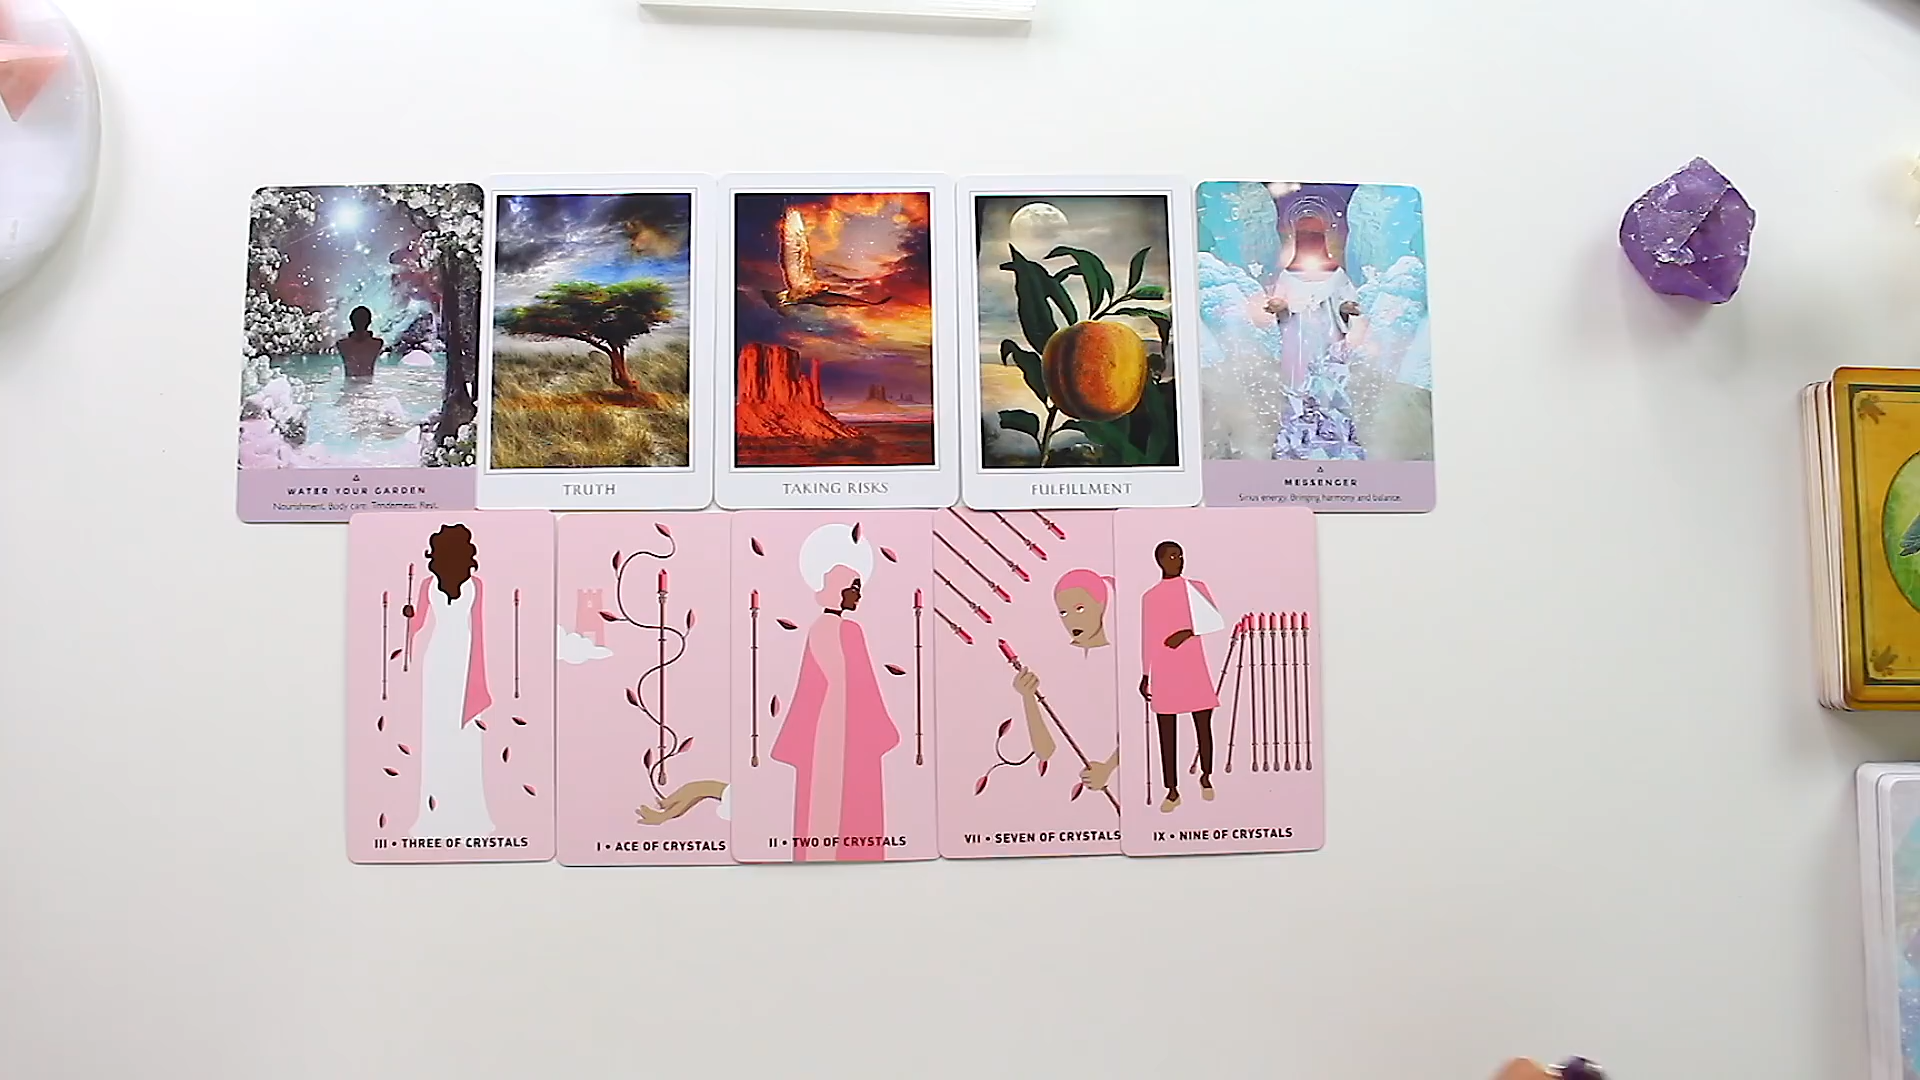 WATER YOUR GARDEN
Nourishment. Body care. Tenderness. Rest.
TRUTH
TAKING RISKS
FULFILLMENT
MESSENGER
Sirius energy. Bringing harmony and balance.
III • THREE OF CRYSTALS
I • ACE OF CRYSTALS
II • TWO OF CRYSTALS
VII • SEVEN OF CRYSTALS
IX • NINE OF CRYSTALS